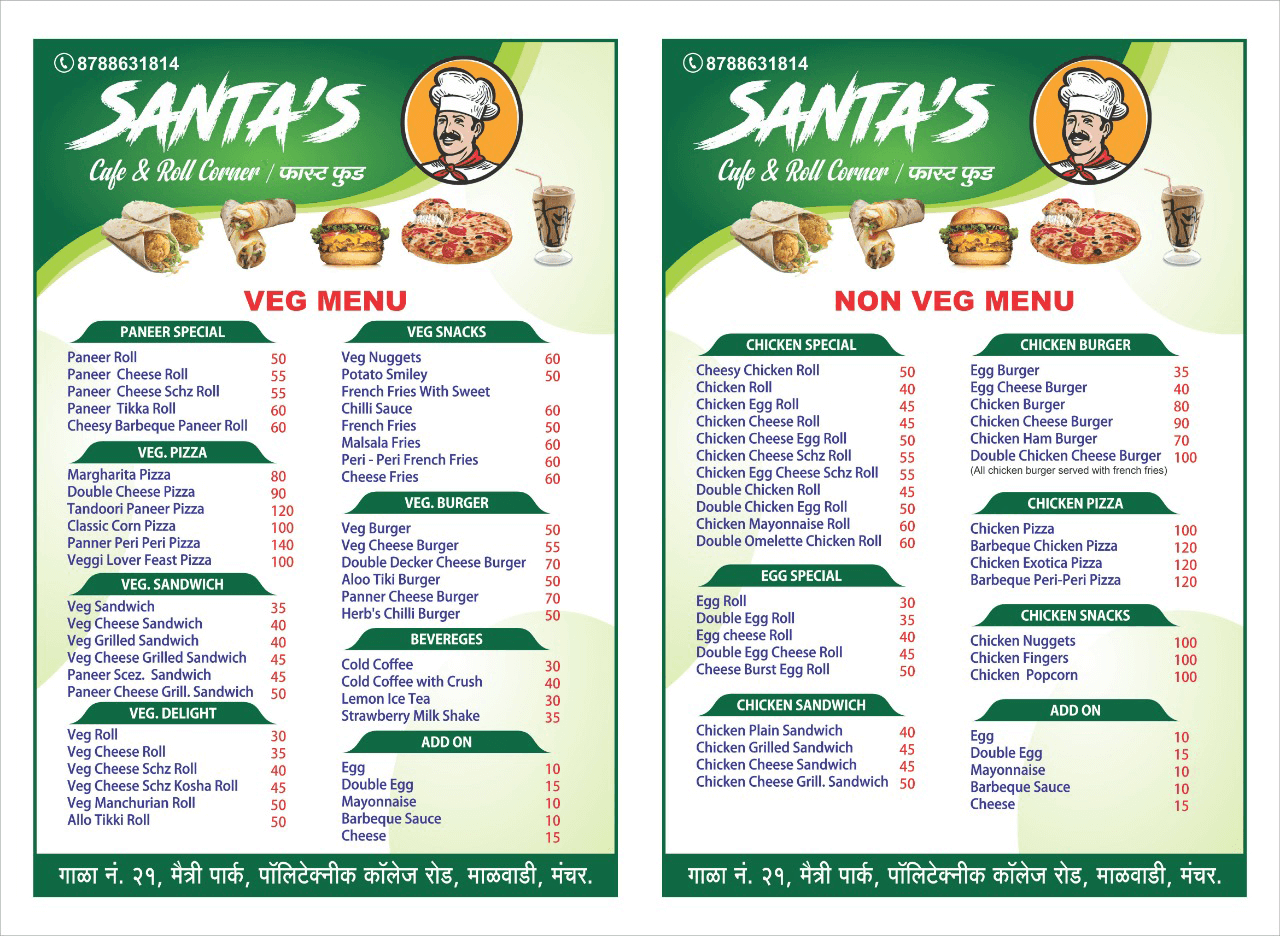 8788631814
SANTA'S
Cafe & Roll Corner / फास्ट फुड
VEG MENU
PANEER SPECIAL
Paneer Roll 50
Paneer Cheese Roll 55
Paneer Cheese Schz Roll 55
Paneer Tikka Roll 60
Cheesy Barbeque Paneer Roll 60
VEG. PIZZA
Margharita Pizza 80
Double Cheese Pizza 90
Tandoori Paneer Pizza 120
Classic Corn Pizza 100
Panner Peri Peri Pizza 140
Veggi Lover Feast Pizza 100
VEG. SANDWICH
Veg Sandwich 35
Veg Cheese Sandwich 40
Veg Grilled Sandwich 40
Veg Cheese Grilled Sandwich 45
Paneer Scez. Sandwich 45
Paneer Cheese Grill. Sandwich 50
VEG. DELIGHT
Veg Roll 30
Veg Cheese Roll 35
Veg Cheese Schz Roll 40
Veg Cheese Schz Kosha Roll 45
Veg Manchurian Roll 50
Allo Tikki Roll 50
VEG SNACKS
Veg Nuggets 60
Potato Smiley 50
French Fries With Sweet
Chilli Sauce 60
French Fries 50
Malsala Fries 60
Peri - Peri French Fries 60
Cheese Fries 60
VEG. BURGER
Veg Burger 50
Veg Cheese Burger 55
Double Decker Cheese Burger 70
Aloo Tiki Burger 50
Panner Cheese Burger 70
Herb's Chilli Burger 50
BEVEREGES
Cold Coffee 30
Cold Coffee with Crush 40
Lemon Ice Tea 30
Strawberry Milk Shake 35
ADD ON
Egg 10
Double Egg 15
Mayonnaise 10
Barbeque Sauce 10
Cheese 15
गाळा नं. २१, मैत्री पार्क, पॉलिटेक्नीक कॉलेज रोड, माळवाडी, मंचर.
8788631814
SANTA'S
Cafe & Roll Corner / फास्ट फुड
NON VEG MENU
CHICKEN SPECIAL
Cheesy Chicken Roll 50
Chicken Roll 40
Chicken Egg Roll 45
Chicken Cheese Roll 45
Chicken Cheese Egg Roll 50
Chicken Cheese Schz Roll 55
Chicken Egg Cheese Schz Roll 55
Double Chicken Roll 45
Double Chicken Egg Roll 50
Chicken Mayonnaise Roll 60
Double Omelette Chicken Roll 60
EGG SPECIAL
Egg Roll 30
Double Egg Roll 35
Egg cheese Roll 40
Double Egg Cheese Roll 45
Cheese Burst Egg Roll 50
CHICKEN SANDWICH
Chicken Plain Sandwich 40
Chicken Grilled Sandwich 45
Chicken Cheese Sandwich 45
Chicken Cheese Grill. Sandwich 50
CHICKEN BURGER
Egg Burger 35
Egg Cheese Burger 40
Chicken Burger 80
Chicken Cheese Burger 90
Chicken Ham Burger 70
Double Chicken Cheese Burger 100
(All chicken burger served with french fries)
CHICKEN PIZZA
Chicken Pizza 100
Barbeque Chicken Pizza 120
Chicken Exotica Pizza 120
Barbeque Peri-Peri Pizza 120
CHICKEN SNACKS
Chicken Nuggets 100
Chicken Fingers 100
Chicken Popcorn 100
ADD ON
Egg 10
Double Egg 15
Mayonnaise 10
Barbeque Sauce 10
Cheese 15
गाळा नं. २१, मैत्री पार्क, पॉलिटेक्नीक कॉलेज रोड, माळवाडी, मंचर.